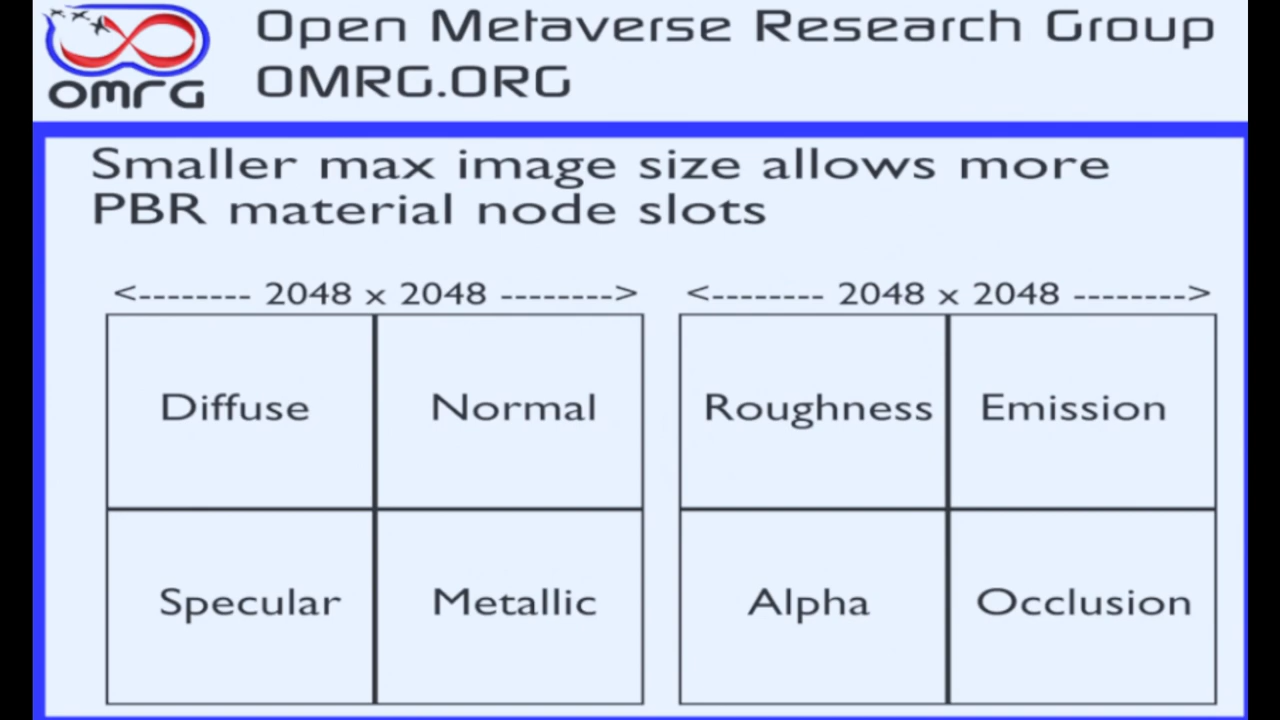 omrg
Open Metaverse Research Group
OMRG.ORG
Smaller max image size allows more
PBR material node slots
<-------- 2048 x 2048 -------->
<-------- 2048 x 2048 -------->
Diffuse
Normal
Roughness
Emission
Specular
Metallic
Alpha
Occlusion